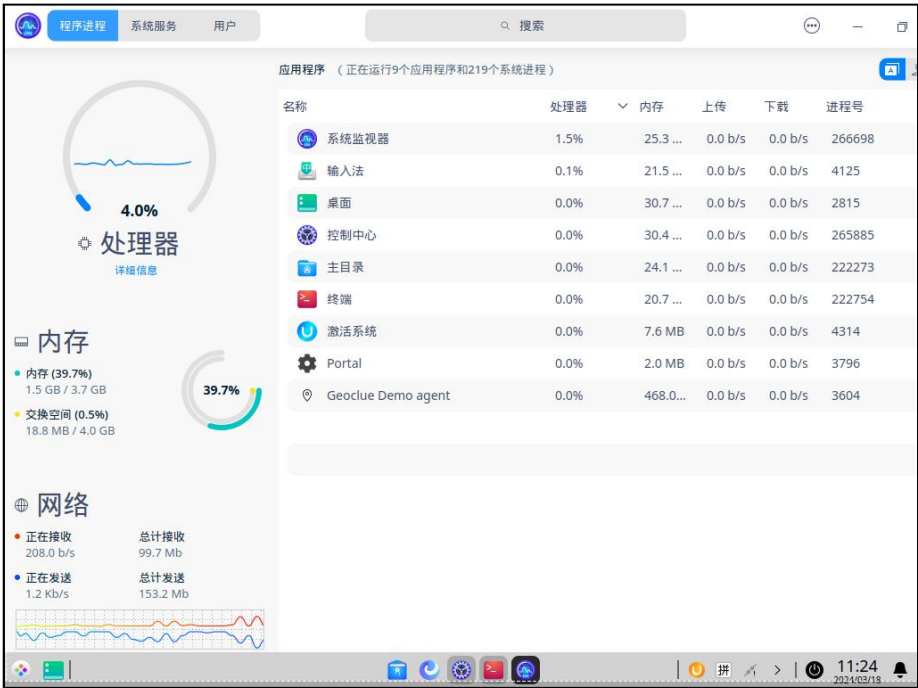 程序进程 系统服务 用户 搜索
应用程序 （正在运行9个应用程序和219个系统进程）
名称 处理器 内存 上传 下载 进程号
系统监视器 1.5% 25.3 ... 0.0 b/s 0.0 b/s 266698
输入法 0.1% 21.5 ... 0.0 b/s 0.0 b/s 4125
桌面 0.0% 30.7 ... 0.0 b/s 0.0 b/s 2815
控制中心 0.0% 30.4 ... 0.0 b/s 0.0 b/s 265885
主目录 0.0% 24.1 ... 0.0 b/s 0.0 b/s 222273
终端 0.0% 20.7 ... 0.0 b/s 0.0 b/s 222754
激活系统 0.0% 7.6 MB 0.0 b/s 0.0 b/s 4314
Portal 0.0% 2.0 MB 0.0 b/s 0.0 b/s 3796
Geoclue Demo agent 0.0% 468.0... 0.0 b/s 0.0 b/s 3604
4.0%
处理器
详细信息
内存
内存 (39.7%)
1.5 GB / 3.7 GB
39.7%
交换空间 (0.5%)
18.8 MB / 4.0 GB
网络
正在接收 总计接收
208.0 b/s 99.7 Mb
正在发送 总计发送
1.2 Kb/s 153.2 Mb
拼 11:24
2024/03/18